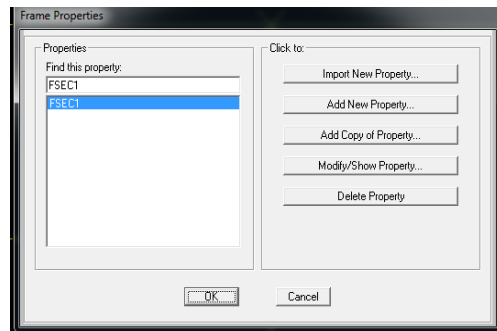 Frame Properties
Properties
Find this property:
FSEC1
FSEC1
Click to:
Import New Property...
Add New Property...
Add Copy of Property...
Modify/Show Property...
Delete Property
OK
Cancel